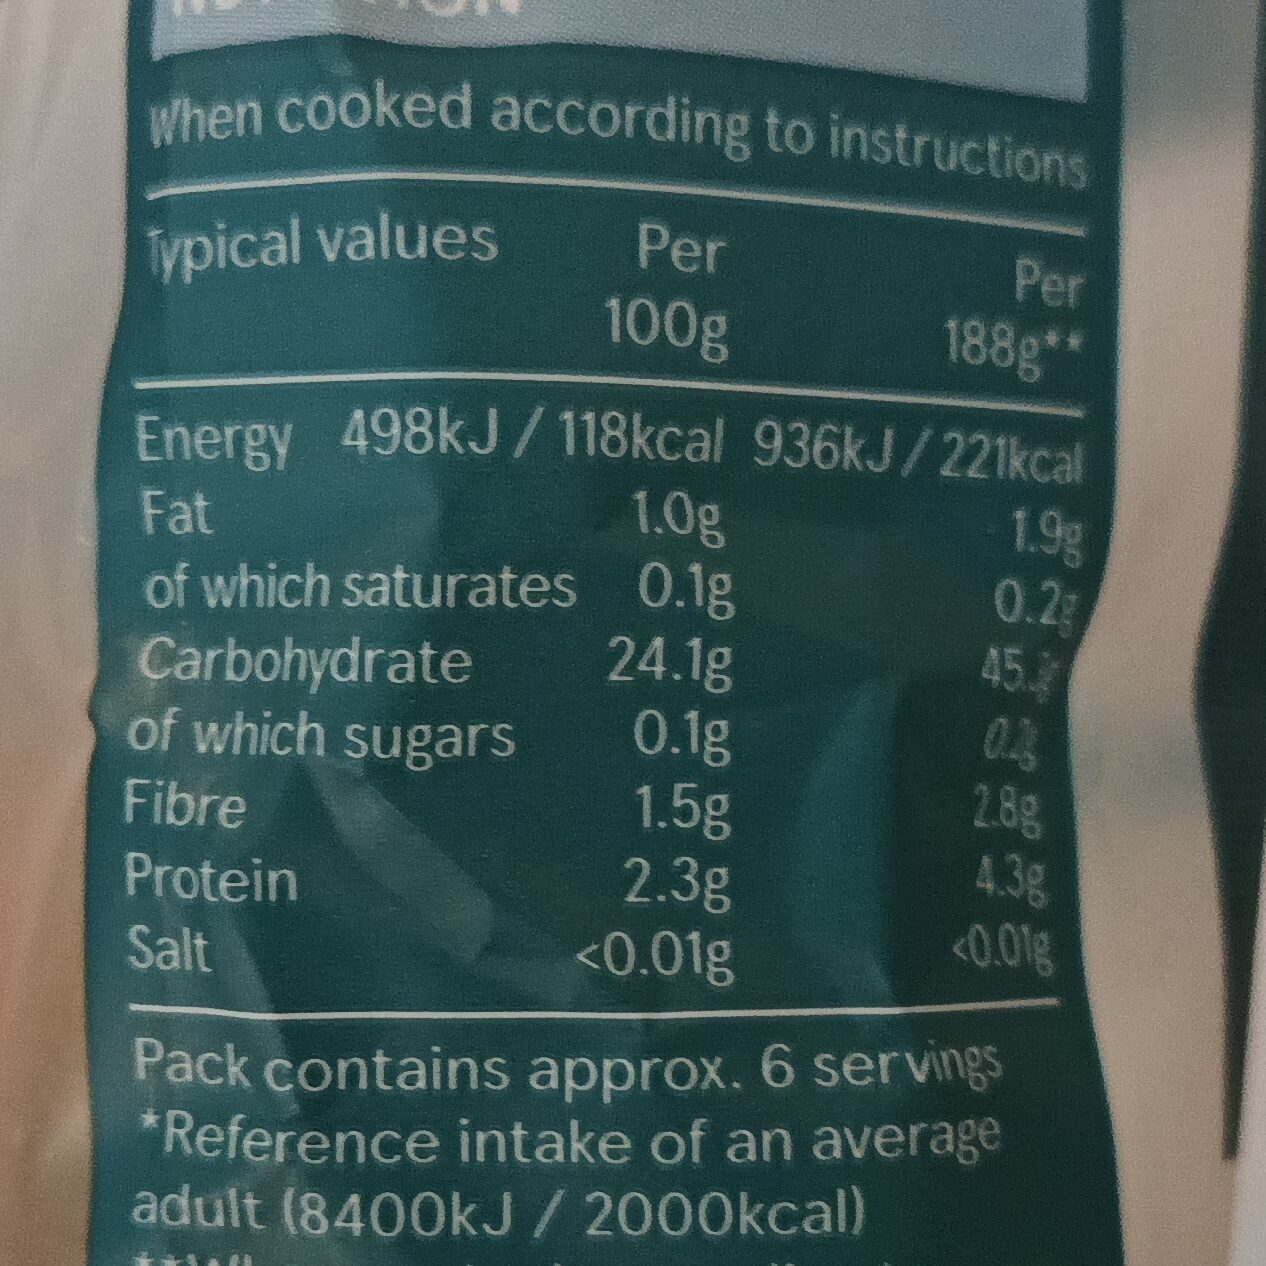 When cooked according to instructions
Typical values Per Per
100g 188g**
Energy 498kJ / 118kcal 936kJ / 221kcal
Fat 1.0g 1.9g
of which saturates 0.1g 0.2g
Carbohydrate 24.1g
of which sugars 0.1g
Fibre 1.5g 2.8g
Protein 2.3g 4.3g
Salt <0.01g <0.01g
Pack contains approx. 6 servings
*Reference intake of an average
adult (8400kJ / 2000kcal)